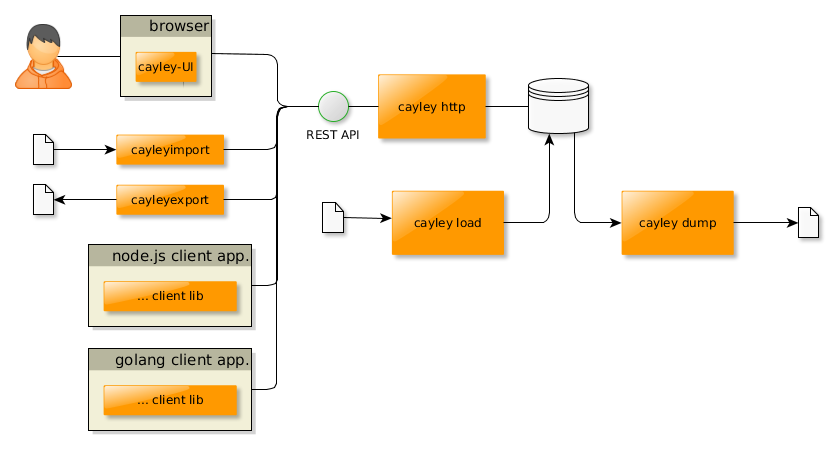 browser
cayley-UI
cayleyimport
cayleyexport
node.js client app.
... client lib
golang client app.
... client lib
REST API
cayley http
cayley load
cayley dump